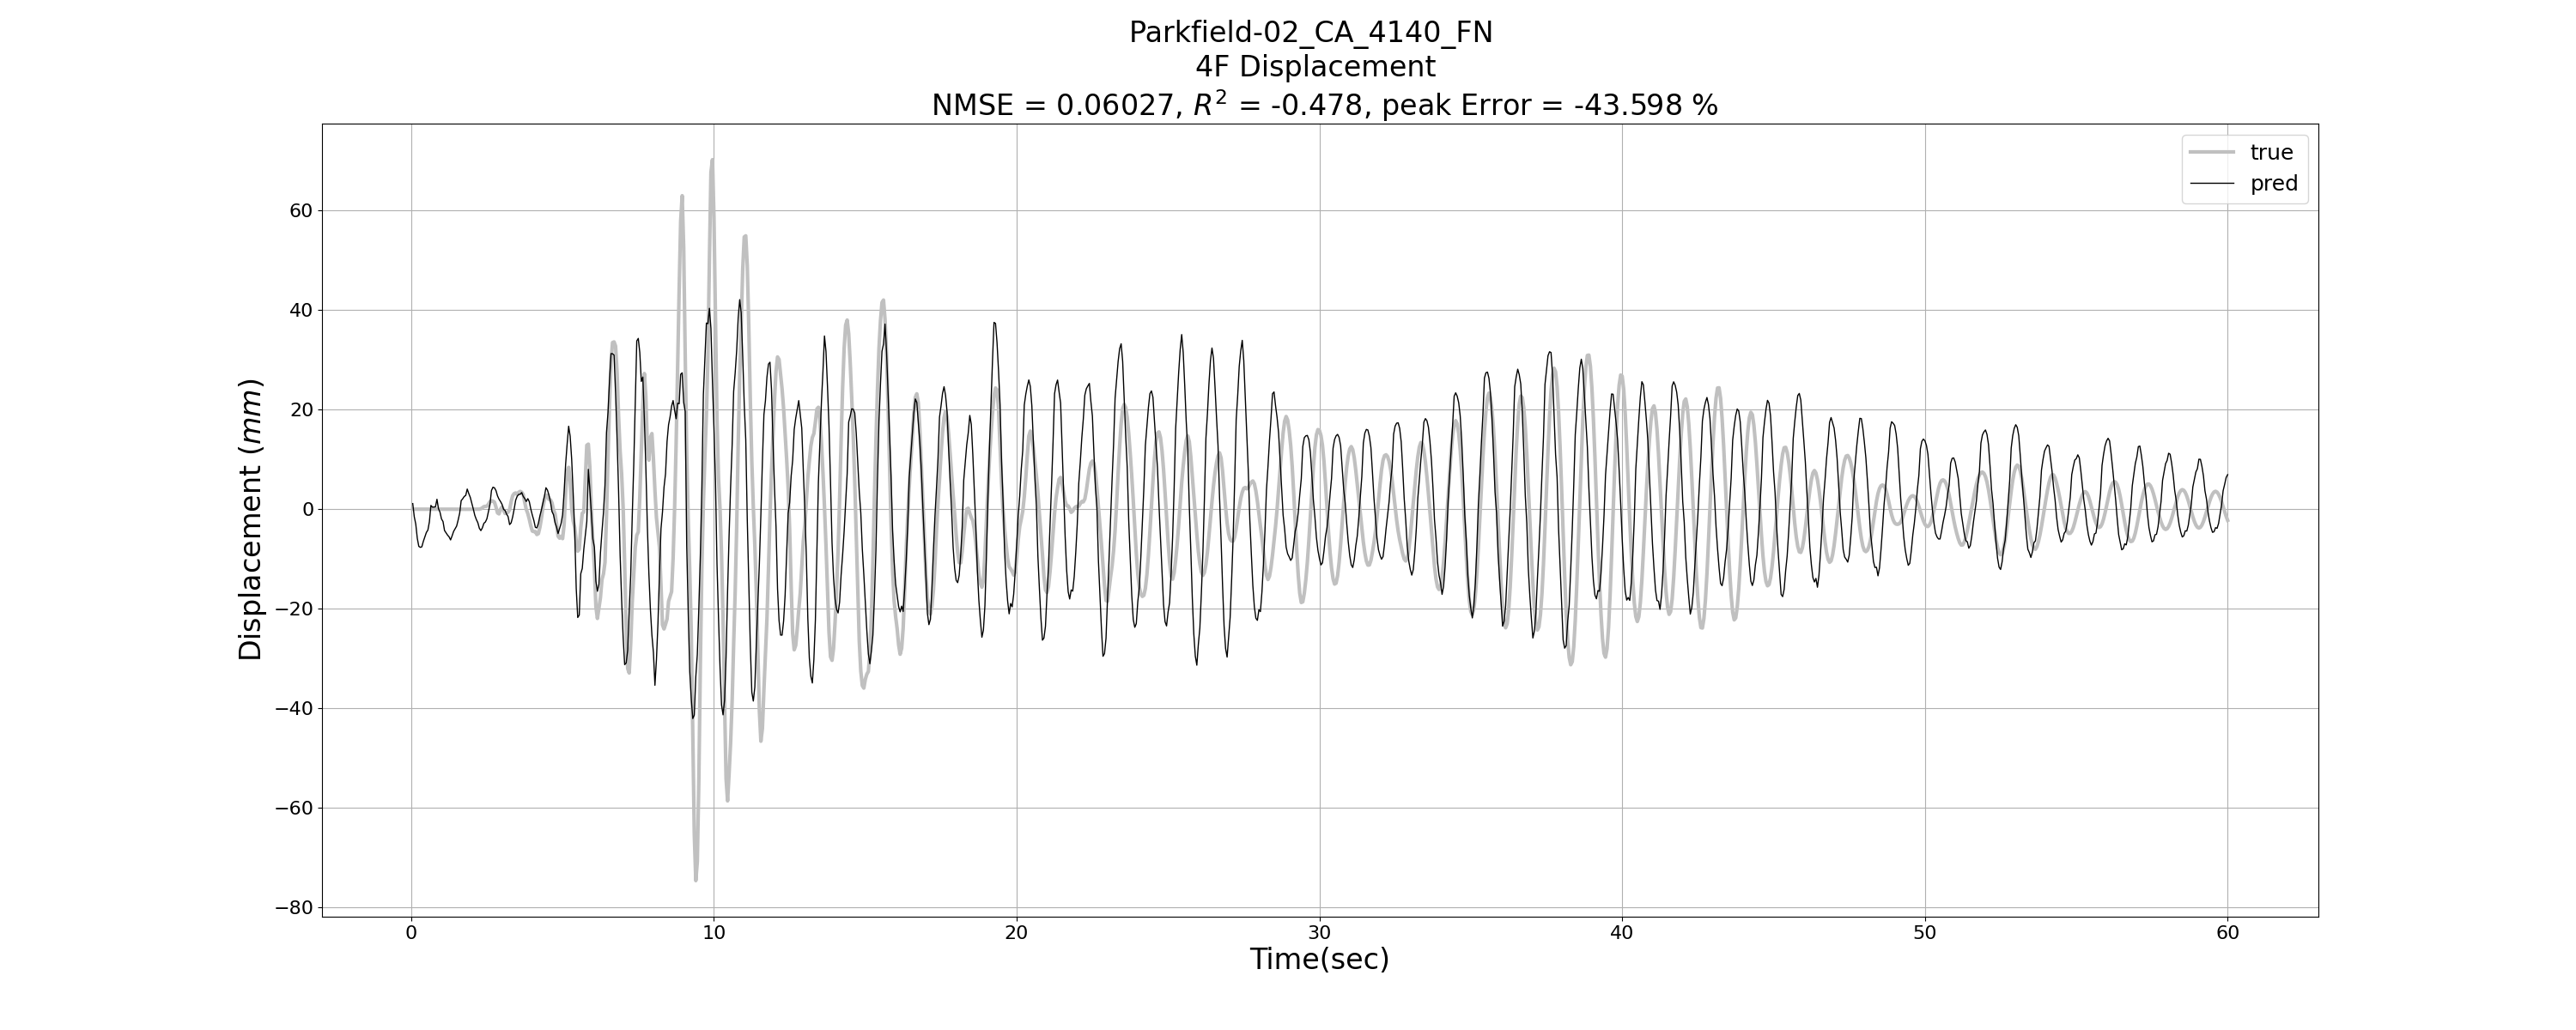 Parkfield-02_CA_4140_FN
4F Displacement
NMSE = 0.06027, R² = -0.478, peak Error = -43.598 %
true
pred
60
40
20
0
−20
−40
−60
−80
Displacement (mm)
0 10 20 30 40 50 60
Time(sec)